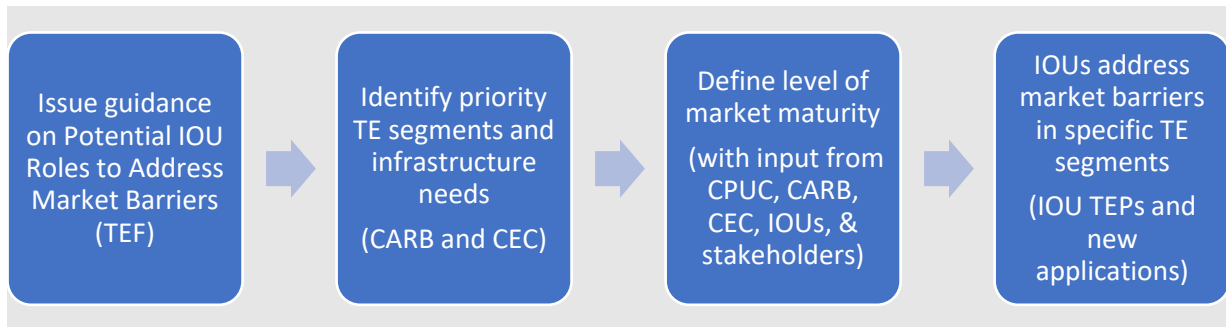 Issue guidance
on Potential IOU
Roles to Address
Market Barriers
(TEF)
Identify priority
TE segments and
infrastructure
needs
(CARB and CEC)
Define level of
market maturity
(with input from
CPUC, CARB,
CEC, IOUs, &
stakeholders)
IOUs address
market barriers
in specific TE
segments
(IOU TEPs and
new
applications)